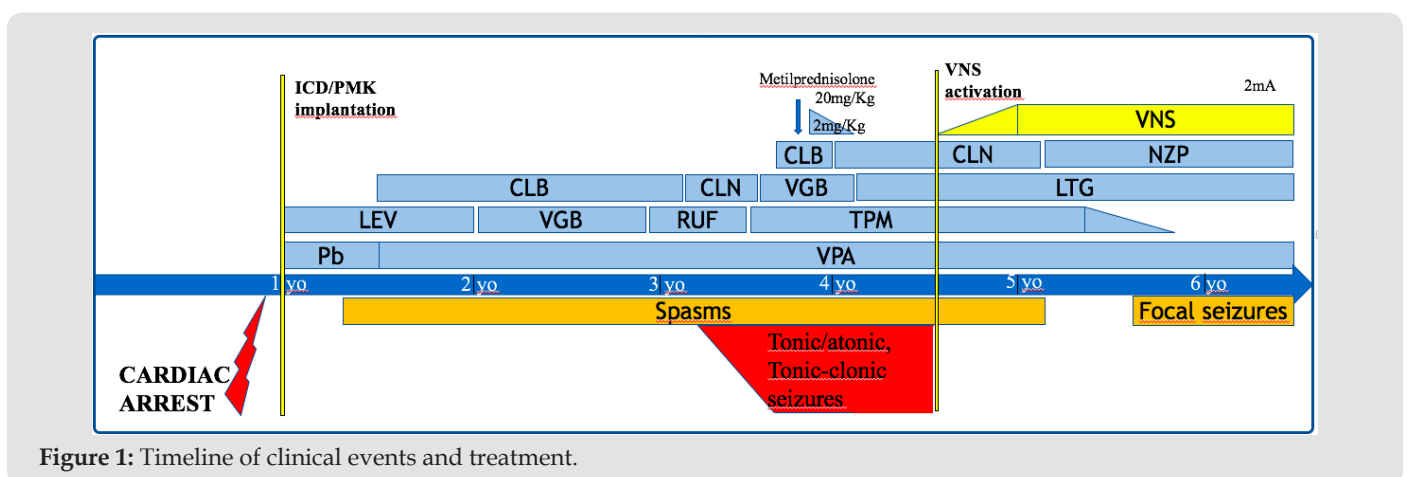 ICD/PMK
implantation
Metilprednisolone
20mg/Kg
2mg/Kg
VNS
activation
2mA
VNS
CLB
CLN
NZP
CLB
CLN
VGB
LTG
LEV
VGB
RUF
TPM
Pb
VPA
1 yo
2 yo
3 yo
4 yo
5 yo
6 yo
Spasms
Focal seizures
Tonic/atonic,
Tonic-clonic
seizures
CARDIAC
ARREST
Figure 1: Timeline of clinical events and treatment.